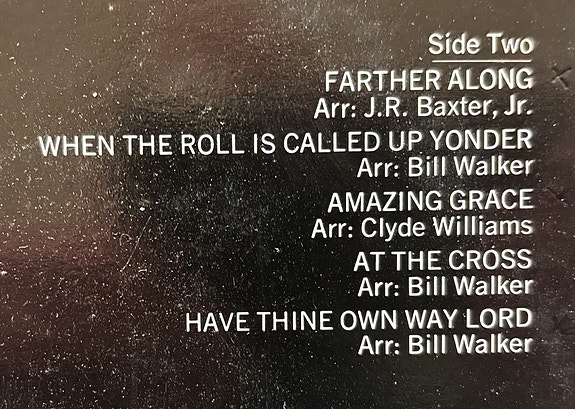 Side Two
FARTHER ALONG
Arr: J.R. Baxter, Jr.
WHEN THE ROLL IS CALLED UP YONDER
Arr: Bill Walker
AMAZING GRACE
Arr: Clyde Williams
AT THE CROSS
Arr: Bill Walker
HAVE THINE OWN WAY LORD
Arr: Bill Walker